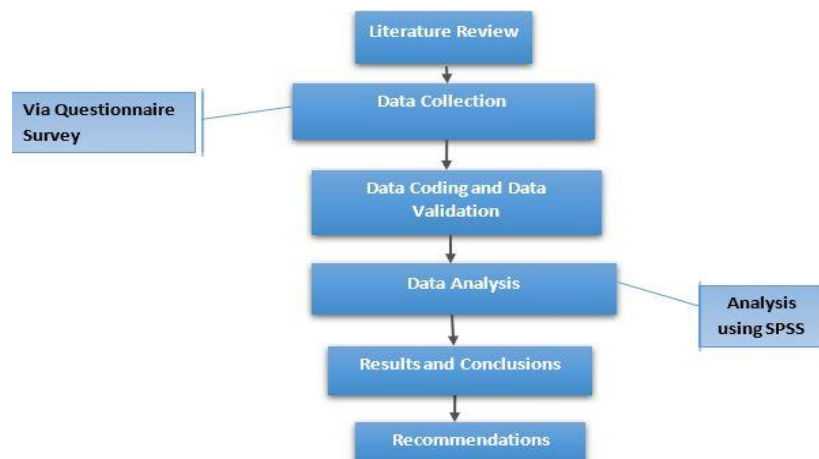 Literature Review
Via Questionnaire
Survey
Data Collection
Data Coding and Data
Validation
Data Analysis
Analysis
using SPSS
Results and Conclusions
Recommendations